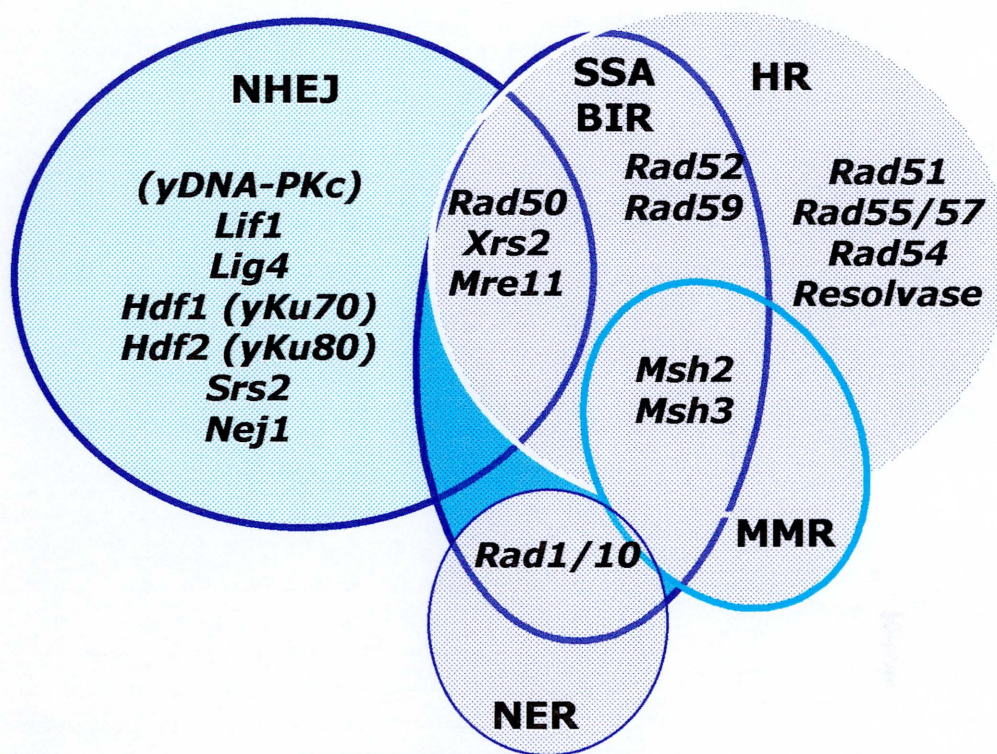 NHEJ
(yDNA-PKc)
Lif1
Lig4
Hdf1 (yKu70)
Hdf2 (yKu80)
Srs2
Nej1
Rad50
Xrs2
Mre11
SSA
BIR
Rad52
Rad59
HR
Rad51
Rad55/57
Rad54
Resolvase
Msh2
Msh3
MMR
Rad1/10
NER